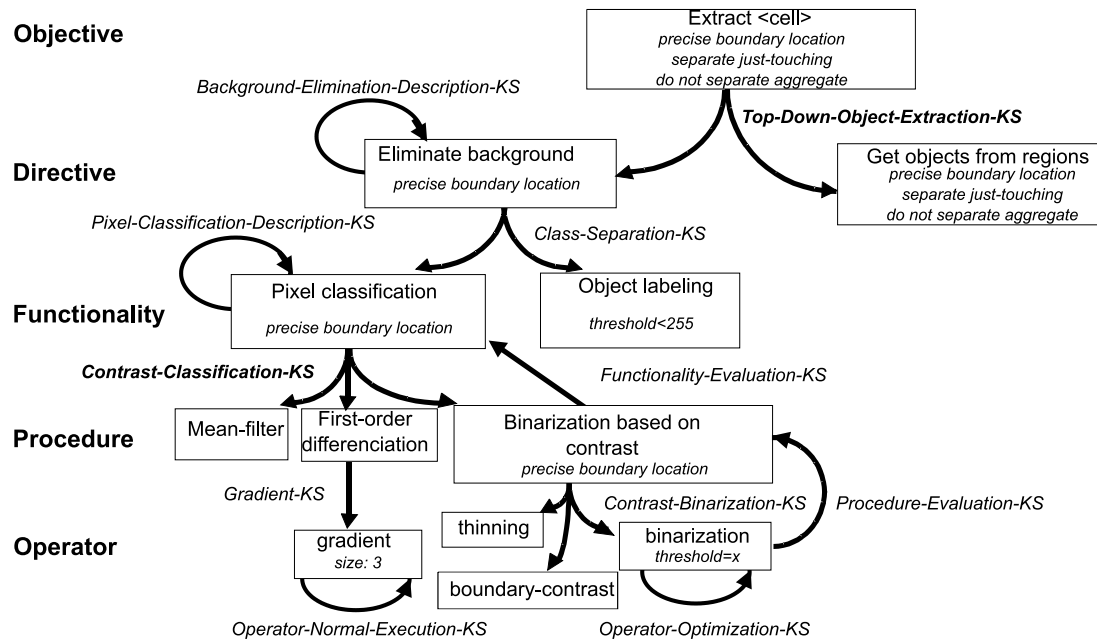 Objective
Extract <cell>
precise boundary location
separate just-touching
do not separate aggregate
Background-Elimination-Description-KS
Top-Down-Object-Extraction-KS
Directive
Eliminate background
precise boundary location
Get objects from regions
precise boundary location
separate just-touching
do not separate aggregate
Pixel-Classification-Description-KS
Class-Separation-KS
Functionality
Pixel classification
precise boundary location
Object labeling
threshold<255
Contrast-Classification-KS
Functionality-Evaluation-KS
Procedure
Mean-filter
First-order
differenciation
Binarization based on
contrast
precise boundary location
Gradient-KS
Contrast-Binarization-KS
Procedure-Evaluation-KS
Operator
gradient
size: 3
thinning
boundary-contrast
binarization
threshold=x
Operator-Normal-Execution-KS
Operator-Optimization-KS